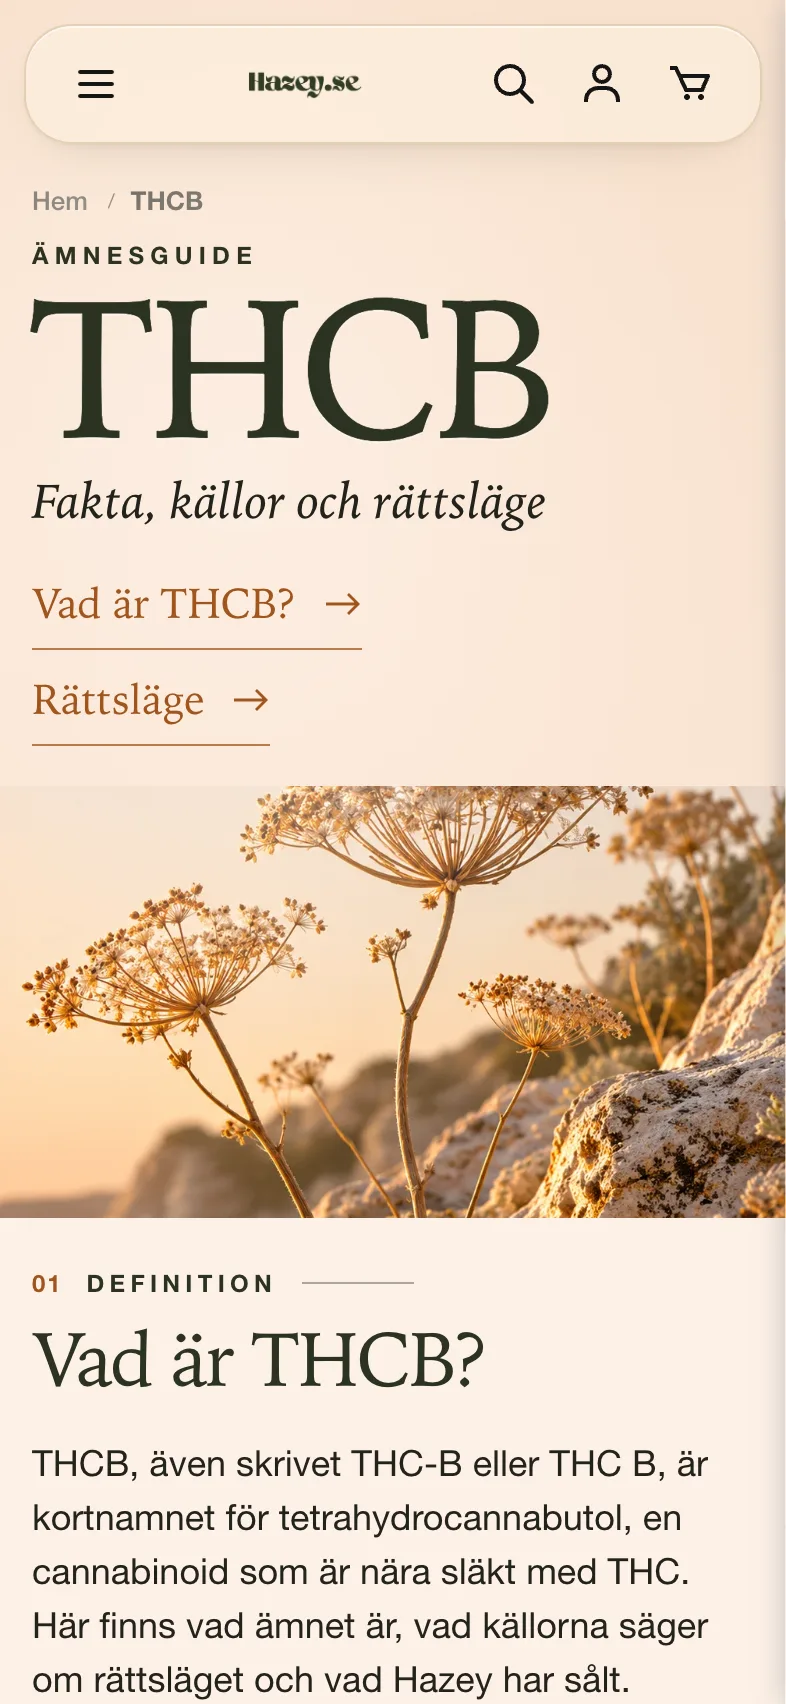 Hazey.se
Hem / THCB
ÄMNESGUIDE
THCB
Fakta, källor och rättsläge
Vad är THCB? →
Rättsläge →
01 DEFINITION
Vad är THCB?
THCB, även skrivet THC-B eller THC B, är
kortnamnet för tetrahydrocannabutol, en
cannabinoid som är nära släkt med THC.
Här finns vad ämnet är, vad källorna säger
om rättsläget och vad Hazey har sålt.